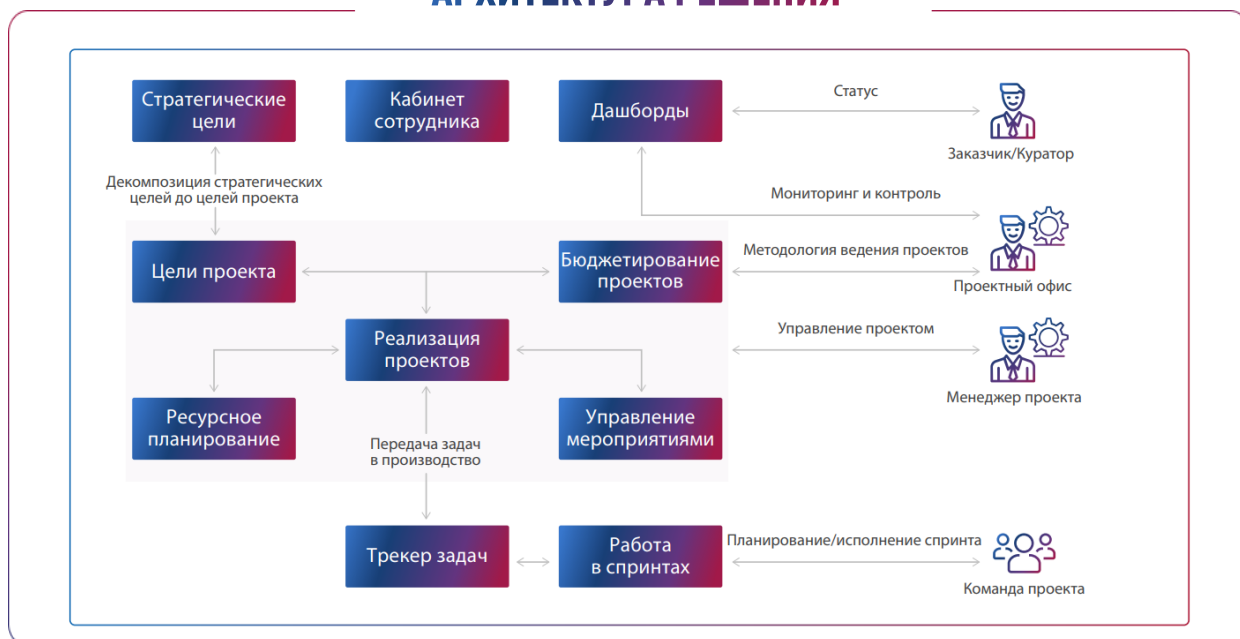 АРХИТЕКТУРА РЕШЕНИЯ
Стратегические
цели
Кабинет
сотрудника
Дашборды
Статус
Заказчик/Куратор
Декомпозиция стратегических
целей до целей проекта
Мониторинг и контроль
Цели проекта
Бюджетирование
проектов
Методология ведения проектов
Проектный офис
Реализация
проектов
Управление проектом
Менеджер проекта
Ресурсное
планирование
Передача задач
в производство
Управление
мероприятиями
Трекер задач
Работа
в спринтах
Планирование/исполнение спринта
Команда проекта